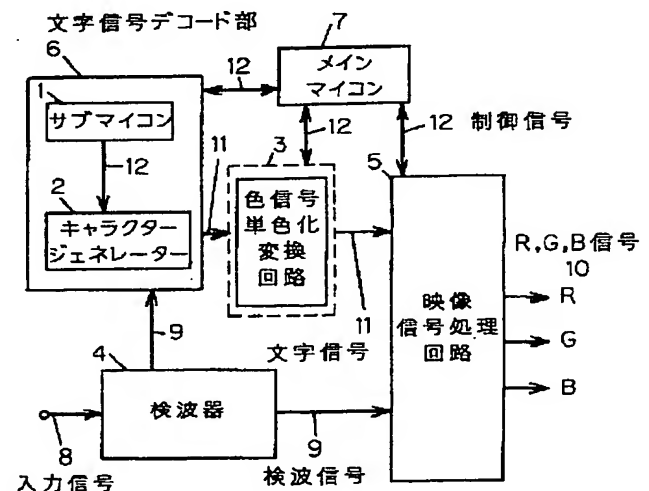 文字信号デコード部
6
7
メイン
マイコン
12
1
サブマイコン
12
12
12 制御信号
11
3
5
2
キャラクター
ジェネレーター
色信号
単色化
変換
回路
R,G,B信号
10
映像
信号処理
回路
R
G
B
11
文字信号
9
4
検波器
8
入力信号
9
検波信号